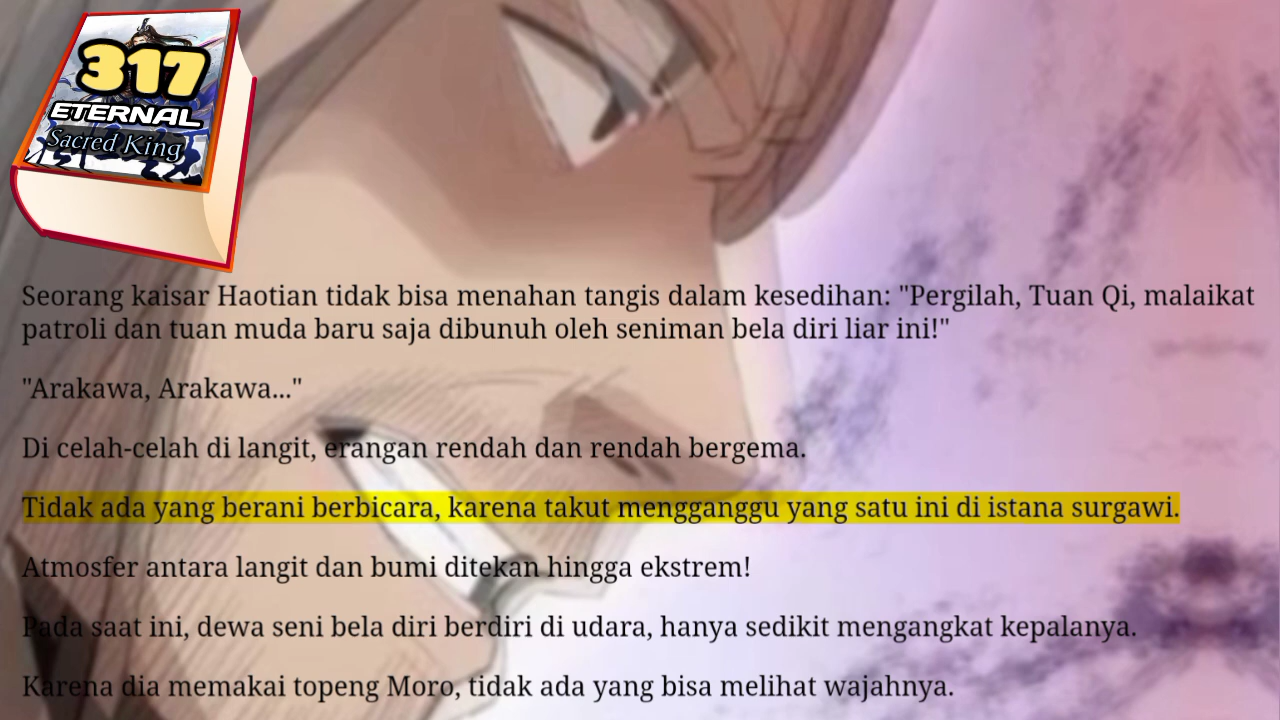 317
ETERNAL
Sacred King
Seorang kaisar Haotian tidak bisa menahan tangis dalam kesedihan: "Pergilah, Tuan Qi, malaikat
patroli dan tuan muda baru saja dibunuh oleh seniman bela diri liar ini!"
"Arakawa, Arakawa..."
Di celah-celah di langit, erangan rendah dan rendah bergema.
Tidak ada yang berani berbicara, karena takut mengganggu yang satu ini di istana surgawi.
Atmosfer antara langit dan bumi ditekan hingga ekstrem!
Pada saat ini, dewa seni bela diri berdiri di udara, hanya sedikit mengangkat kepalanya.
Karena dia memakai topeng Moro, tidak ada yang bisa melihat wajahnya.